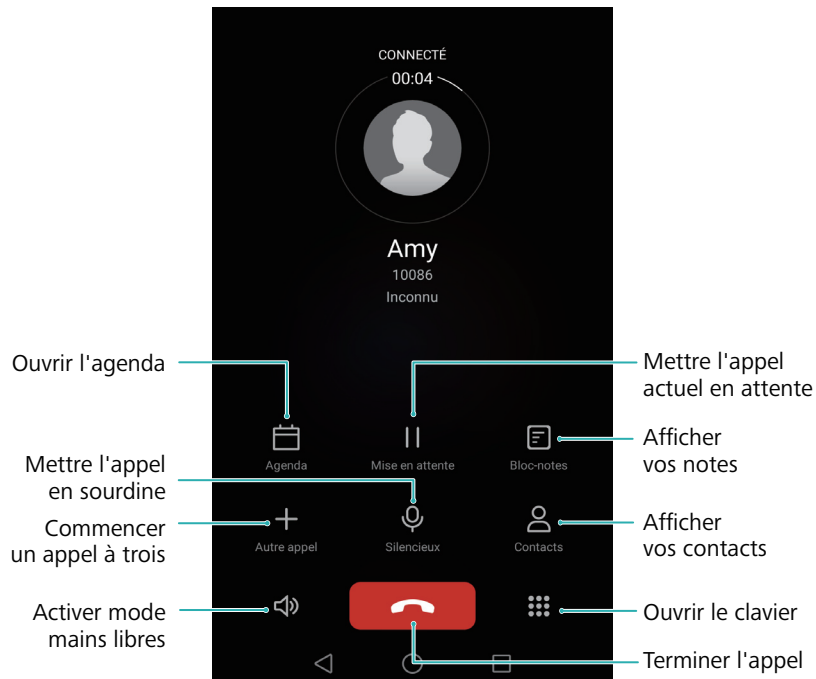 CONNECTÉ
00:04
Amy
10086
Inconnu
Ouvrir l'agenda
Mettre l'appel
actuel en attente
Agenda
Mise en attente
Bloc-notes
Afficher
vos notes
Mettre l'appel
en sourdine
Commencer
un appel à trois
Autre appel
Silencieux
Contacts
Afficher
vos contacts
Activer mode
mains libres
Ouvrir le clavier
Terminer l'appel